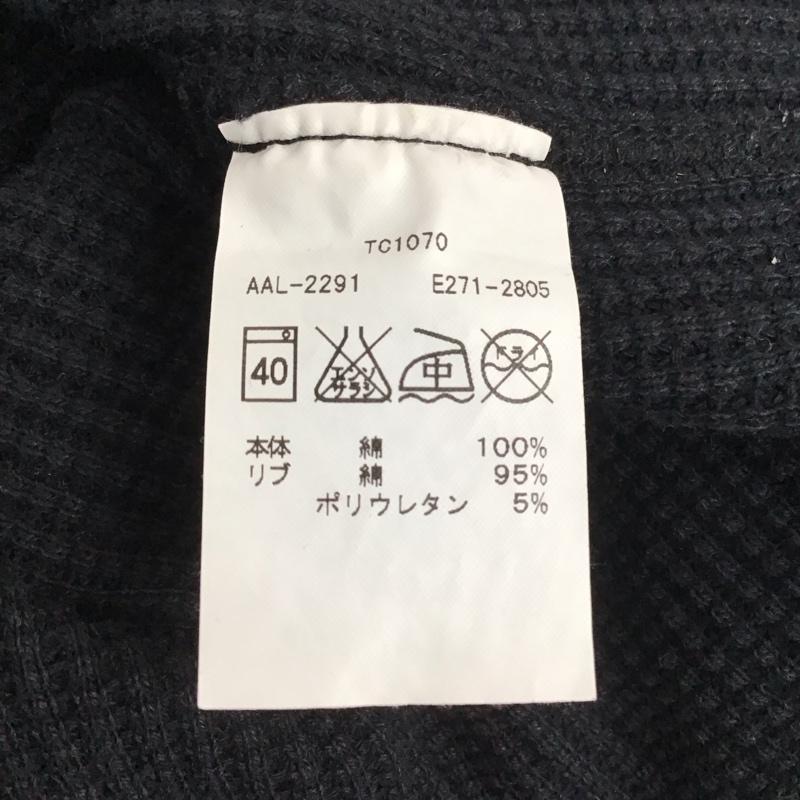 TC1070
AAL-2291 E271-2805
40 エンソ サラシ 中 ドライ
本体 綿 100%
リブ 綿 95%
ポリウレタン 5%